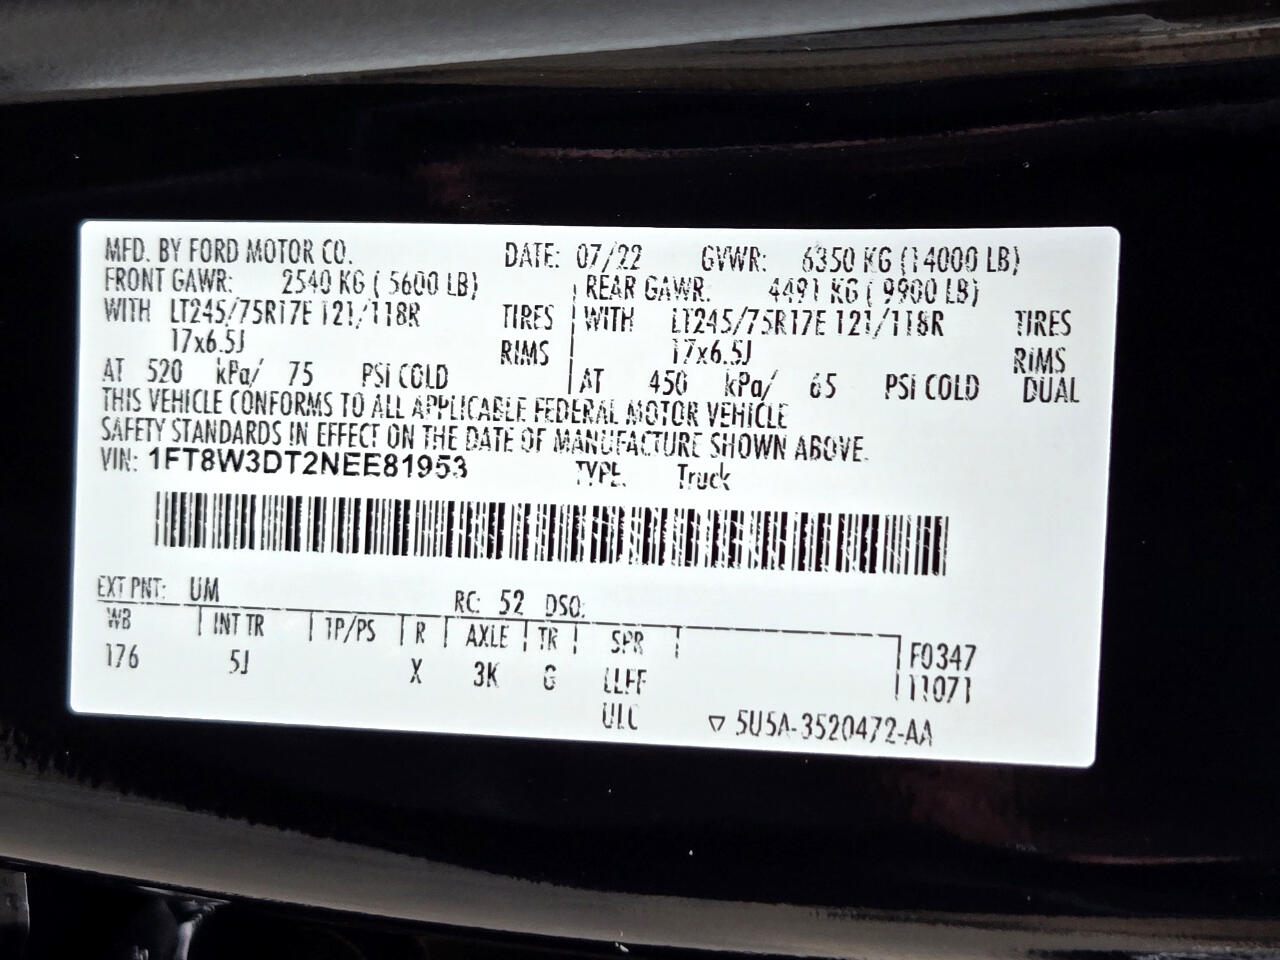 MFD. BY FORD MOTOR CO. DATE: 07/22 GVWR: 6350 KG (14000 LB)
FRONT GAWR: 2540 KG ( 5600 LB) REAR GAWR: 4491 KG ( 9900 LB)
WITH LT245/75R17E 121/118R TIRES WITH LT245/75R17E 121/118R TIRES
17x6.5J RIMS 17x6.5J RIMS
AT 520 kPa/ 75 PSI COLD AT 450 kPa/ 65 PSI COLD DUAL
THIS VEHICLE CONFORMS TO ALL APPLICABLE FEDERAL MOTOR VEHICLE
SAFETY STANDARDS IN EFFECT ON THE DATE OF MANUFACTURE SHOWN ABOVE.
VIN: 1FT8W3DT2NEE81953 TYPE: Truck
EXT PNT: UM RC: 52 DSO:
WB INT TR TP/PS R AXLE TR SPR F0347
176 5J X 3K G LLFF 11071
ULC ▽ 5U5A-3520472-AA